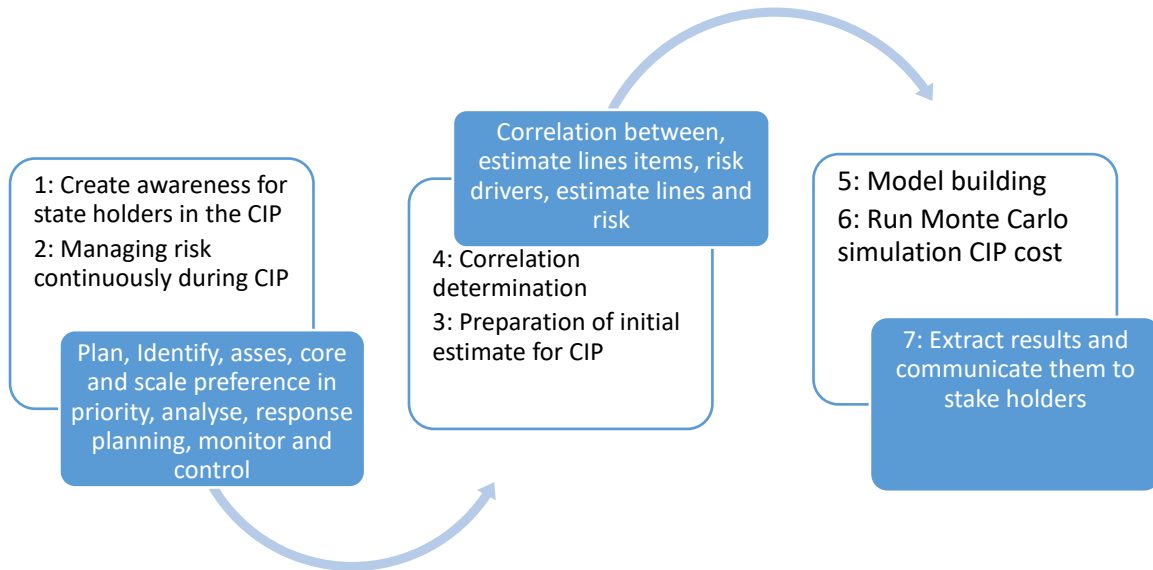 1: Create awareness for
state holders in the CIP
2: Managing risk
continuously during CIP
Plan, Identify, asses, core
and scale preference in
priority, analyse, response
planning, monitor and
control
Correlation between,
estimate lines items, risk
drivers, estimate lines and
risk
4: Correlation
determination
3: Preparation of initial
estimate for CIP
5: Model building
6: Run Monte Carlo
simulation CIP cost
7: Extract results and
communicate them to
stake holders